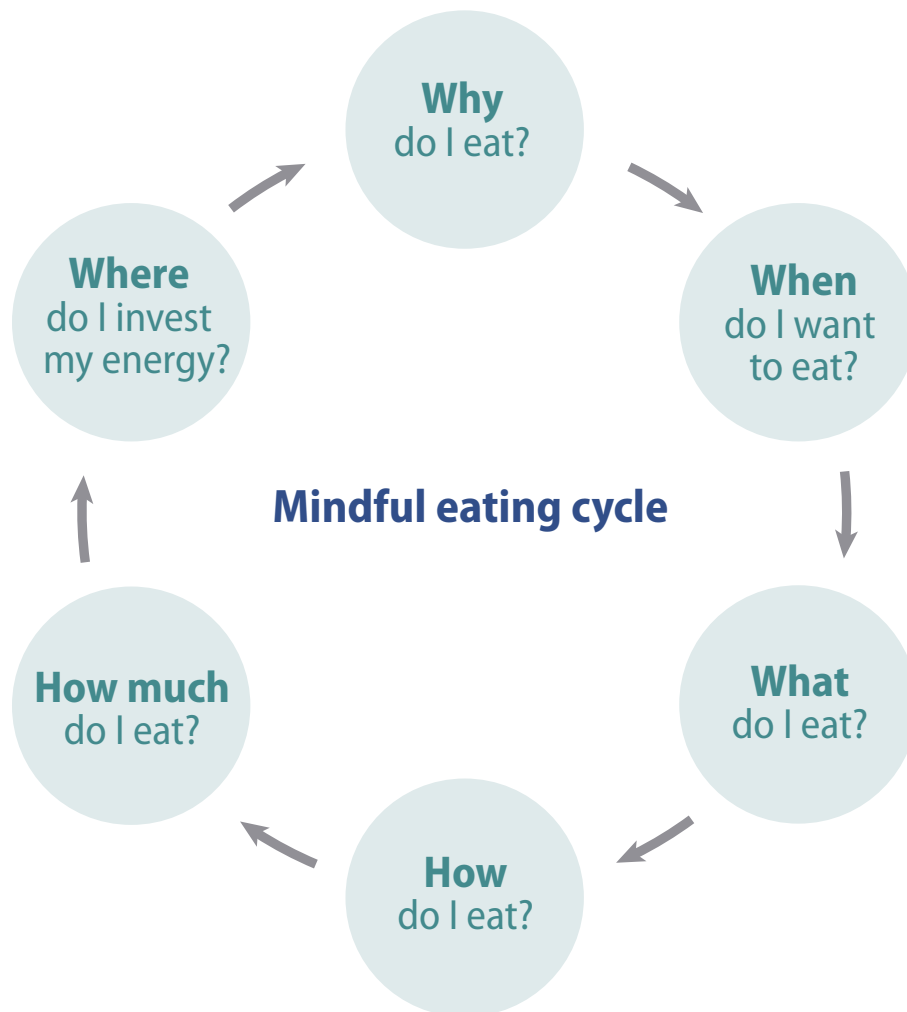 Why
do I eat?
When
do I want
to eat?
What
do I eat?
How
do I eat?
How much
do I eat?
Where
do I invest
my energy?
Mindful eating cycle